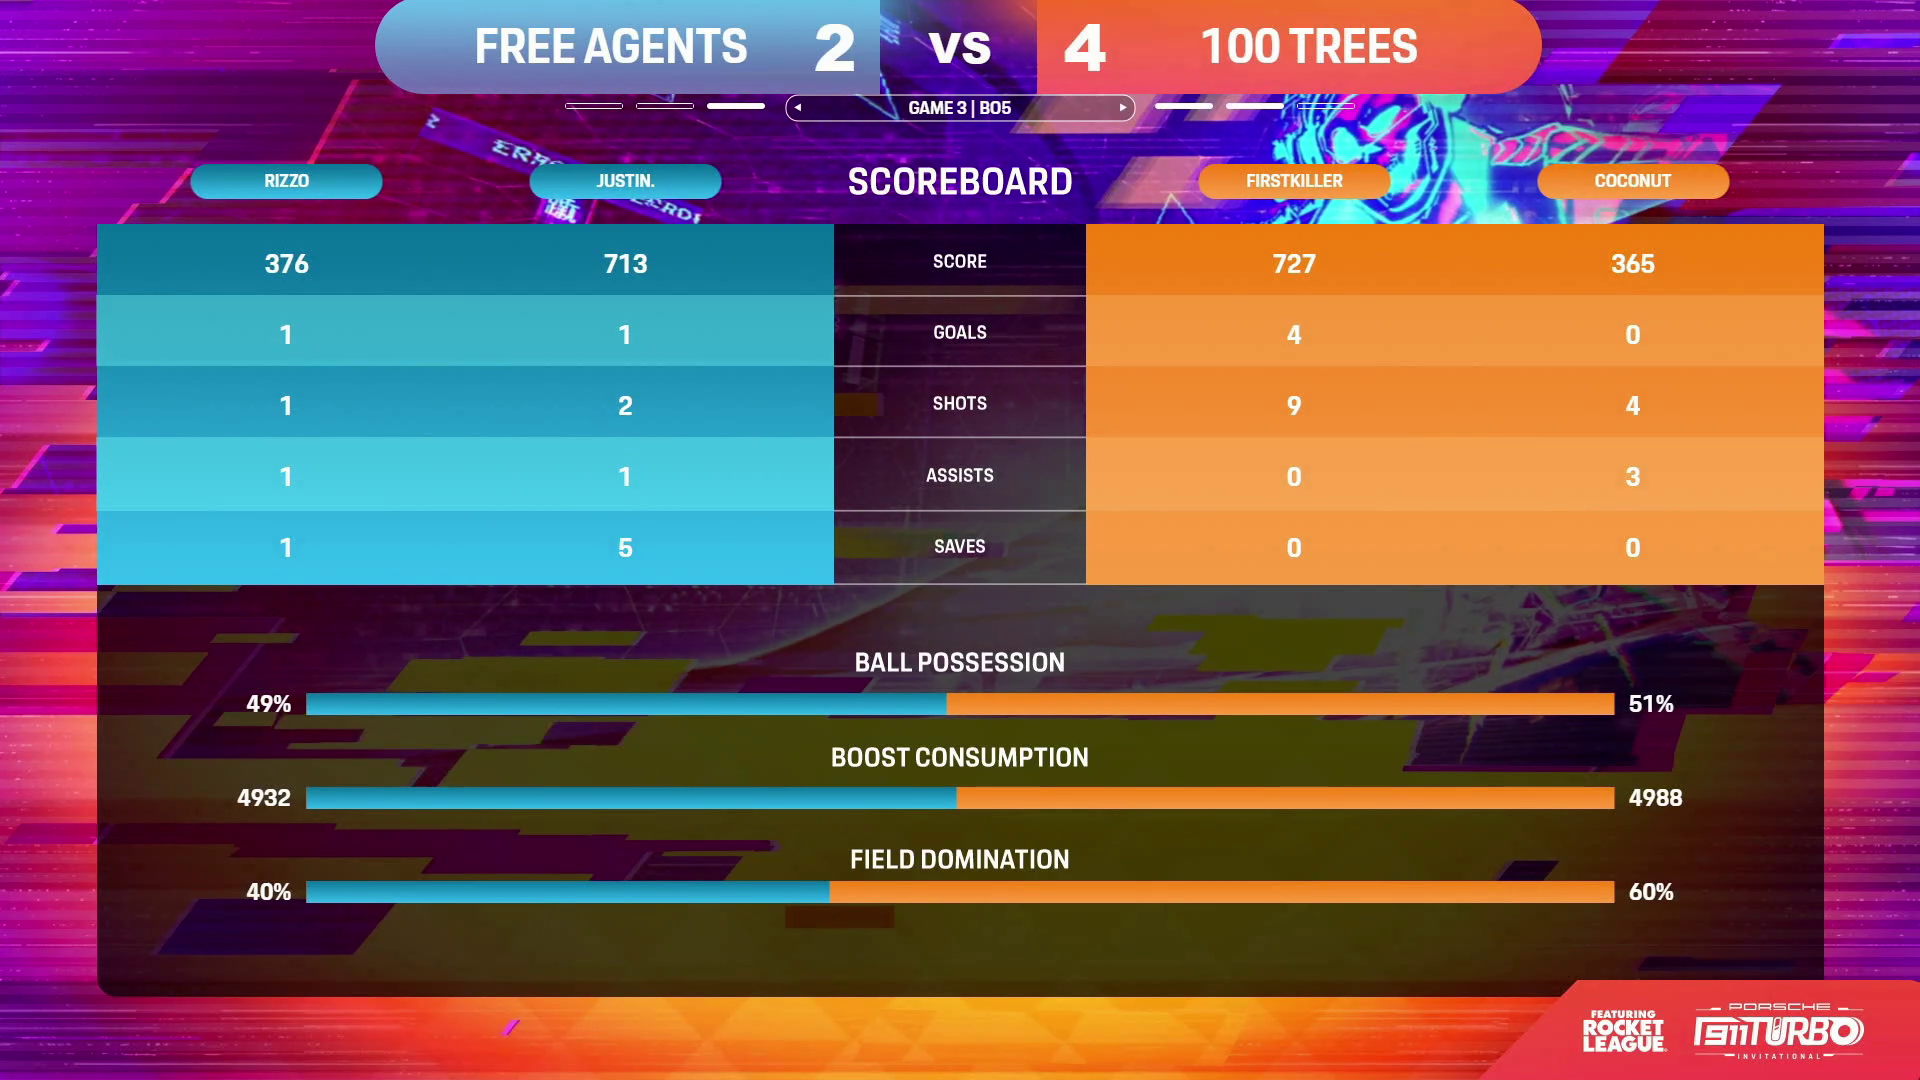 FREE AGENTS 2 VS 4 100 TREES
GAME 3 | BO5
RIZZO JUSTIN. SCOREBOARD FIRSTKILLER COCONUT
376 713 SCORE 727 365
1 1 GOALS 4 0
1 2 SHOTS 9 4
1 1 ASSISTS 0 3
1 5 SAVES 0 0
BALL POSSESSION
49% 51%
BOOST CONSUMPTION
4932 4988
FIELD DOMINATION
40% 60%
FEATURING
ROCKET
LEAGUE
PORSCHE
911 TURBO
INVITATIONAL